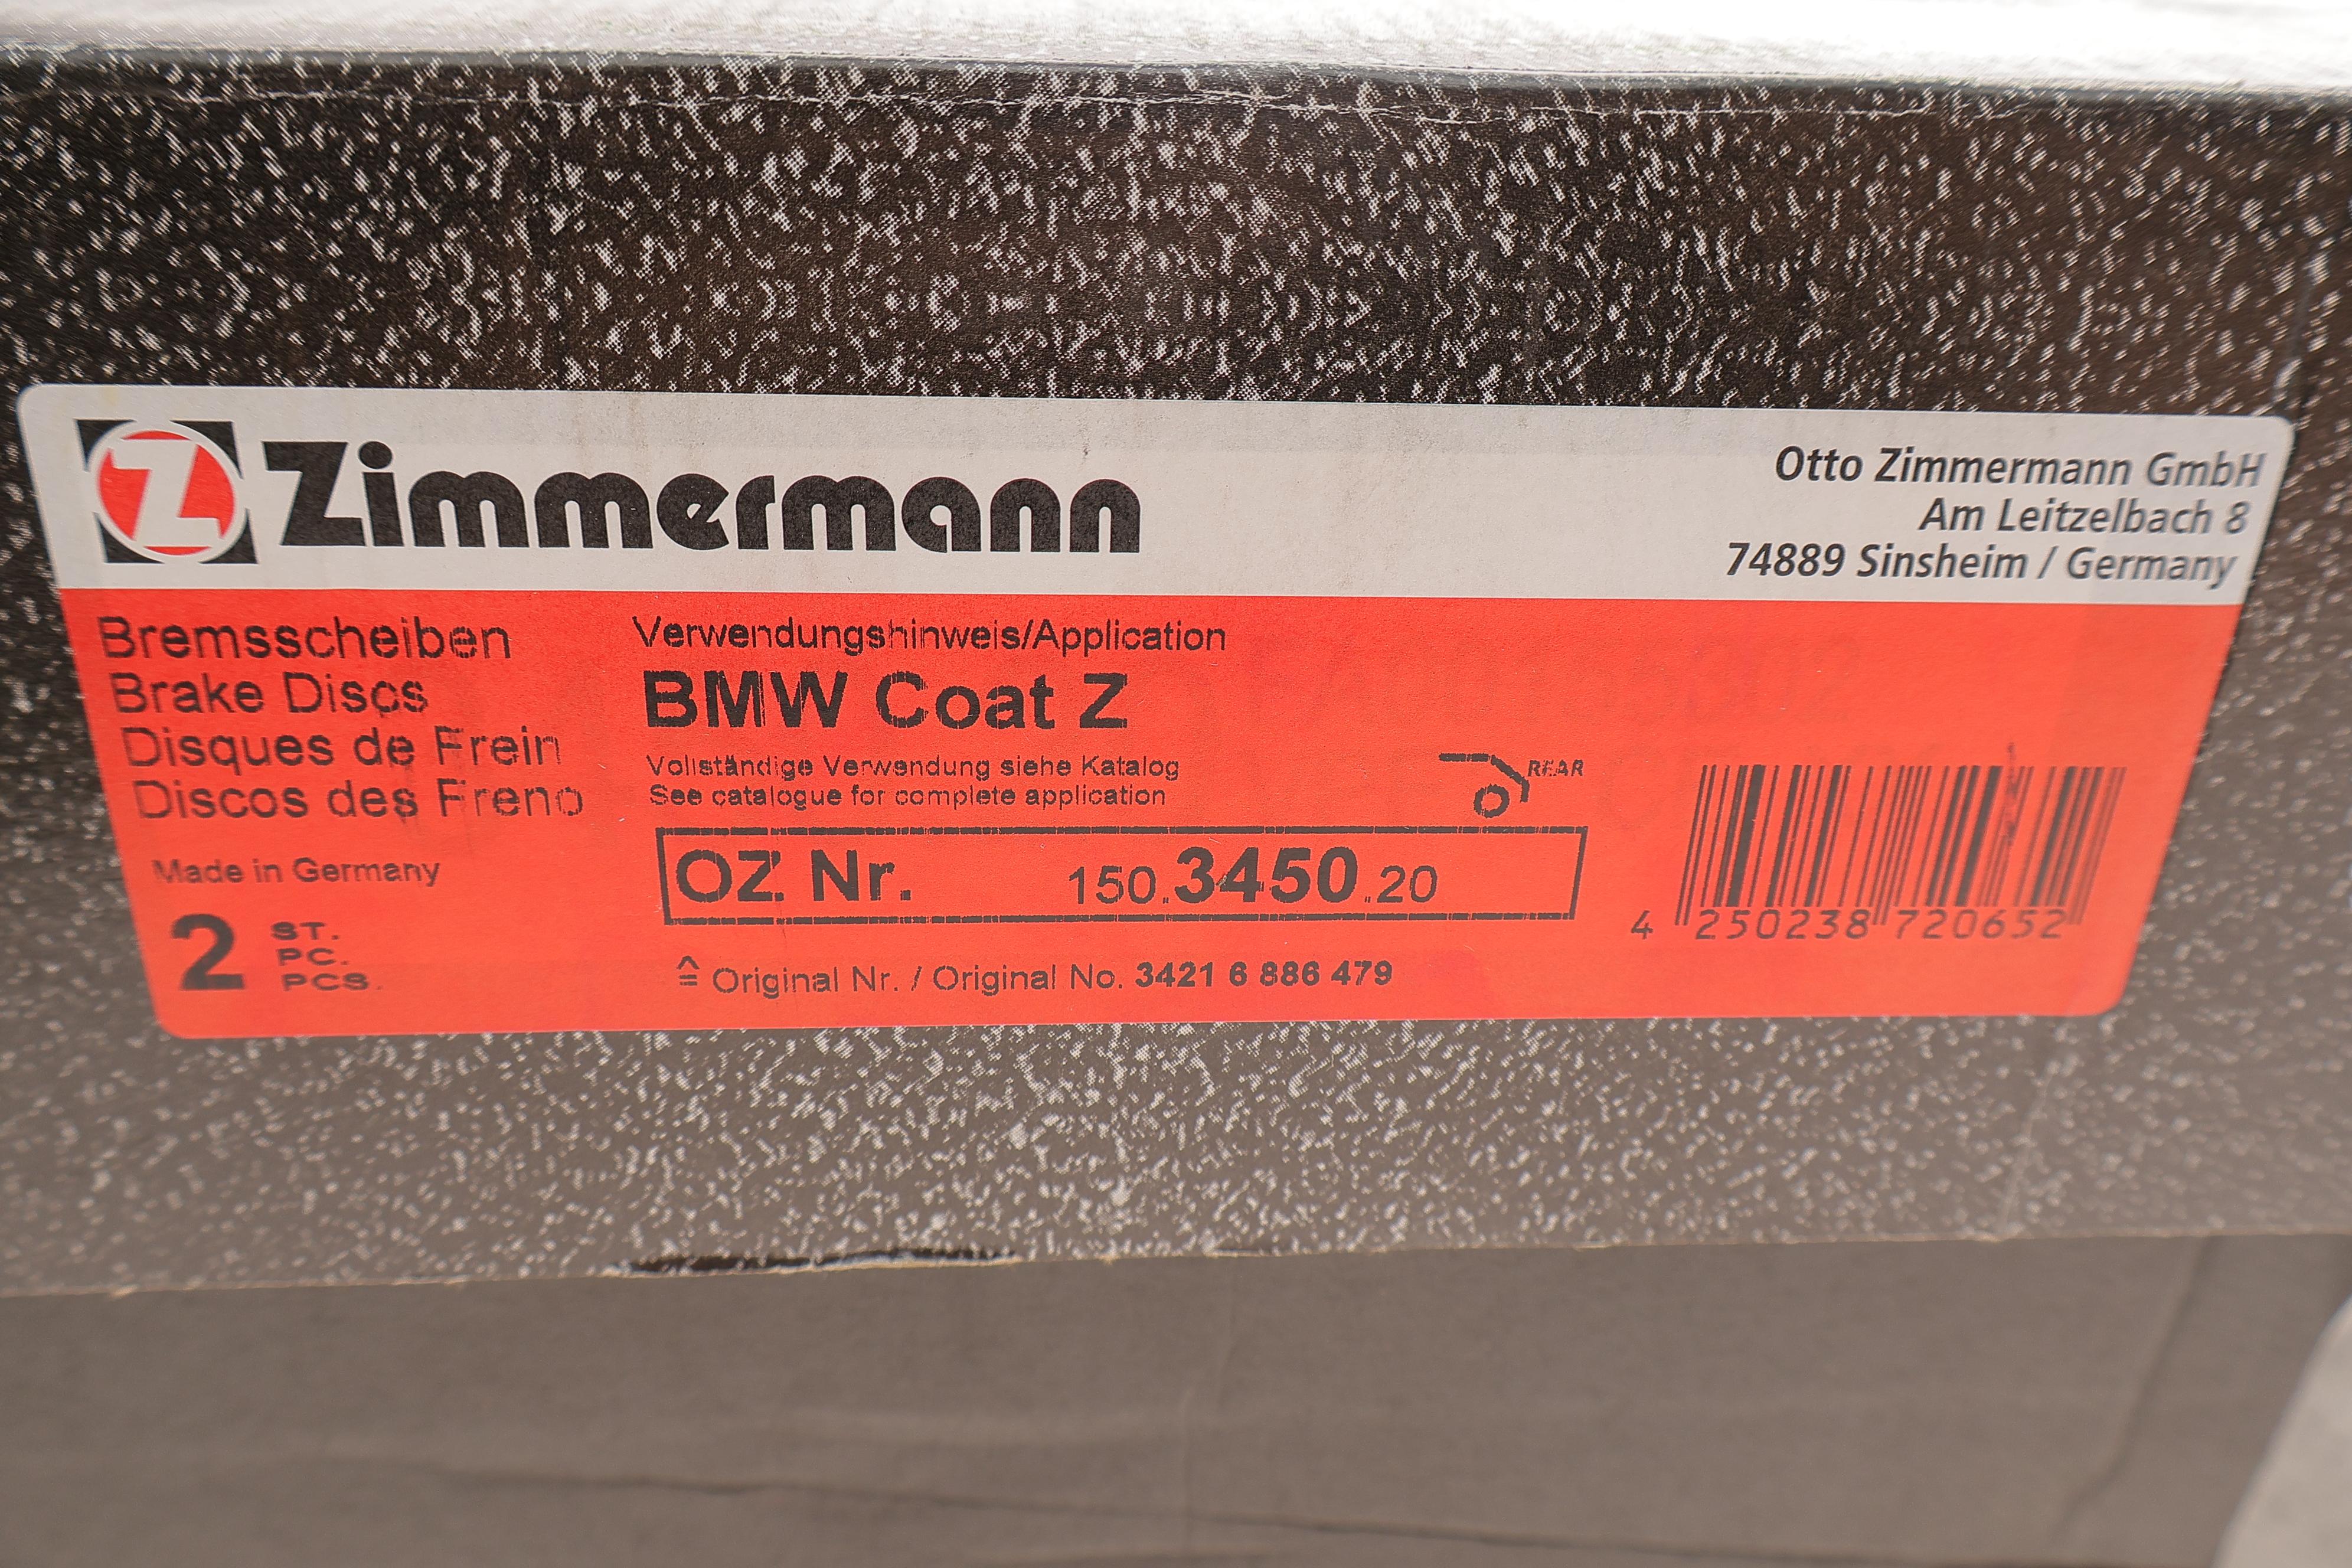 Zimmermann
Otto Zimmermann GmbH
Am Leitzelbach 8
74889 Sinsheim / Germany
Bremsscheiben
Brake Discs
Disques de Frein
Discos des Freno
Made in Germany
2 ST.
PC.
PCS.
Verwendungshinweis/Application
BMW Coat Z
Vollständige Verwendung siehe Katalog
See catalogue for complete application
REAR
OZ Nr. 150.3450.20
≙ Original Nr. / Original No. 3421 6 886 479
4 250238 720652